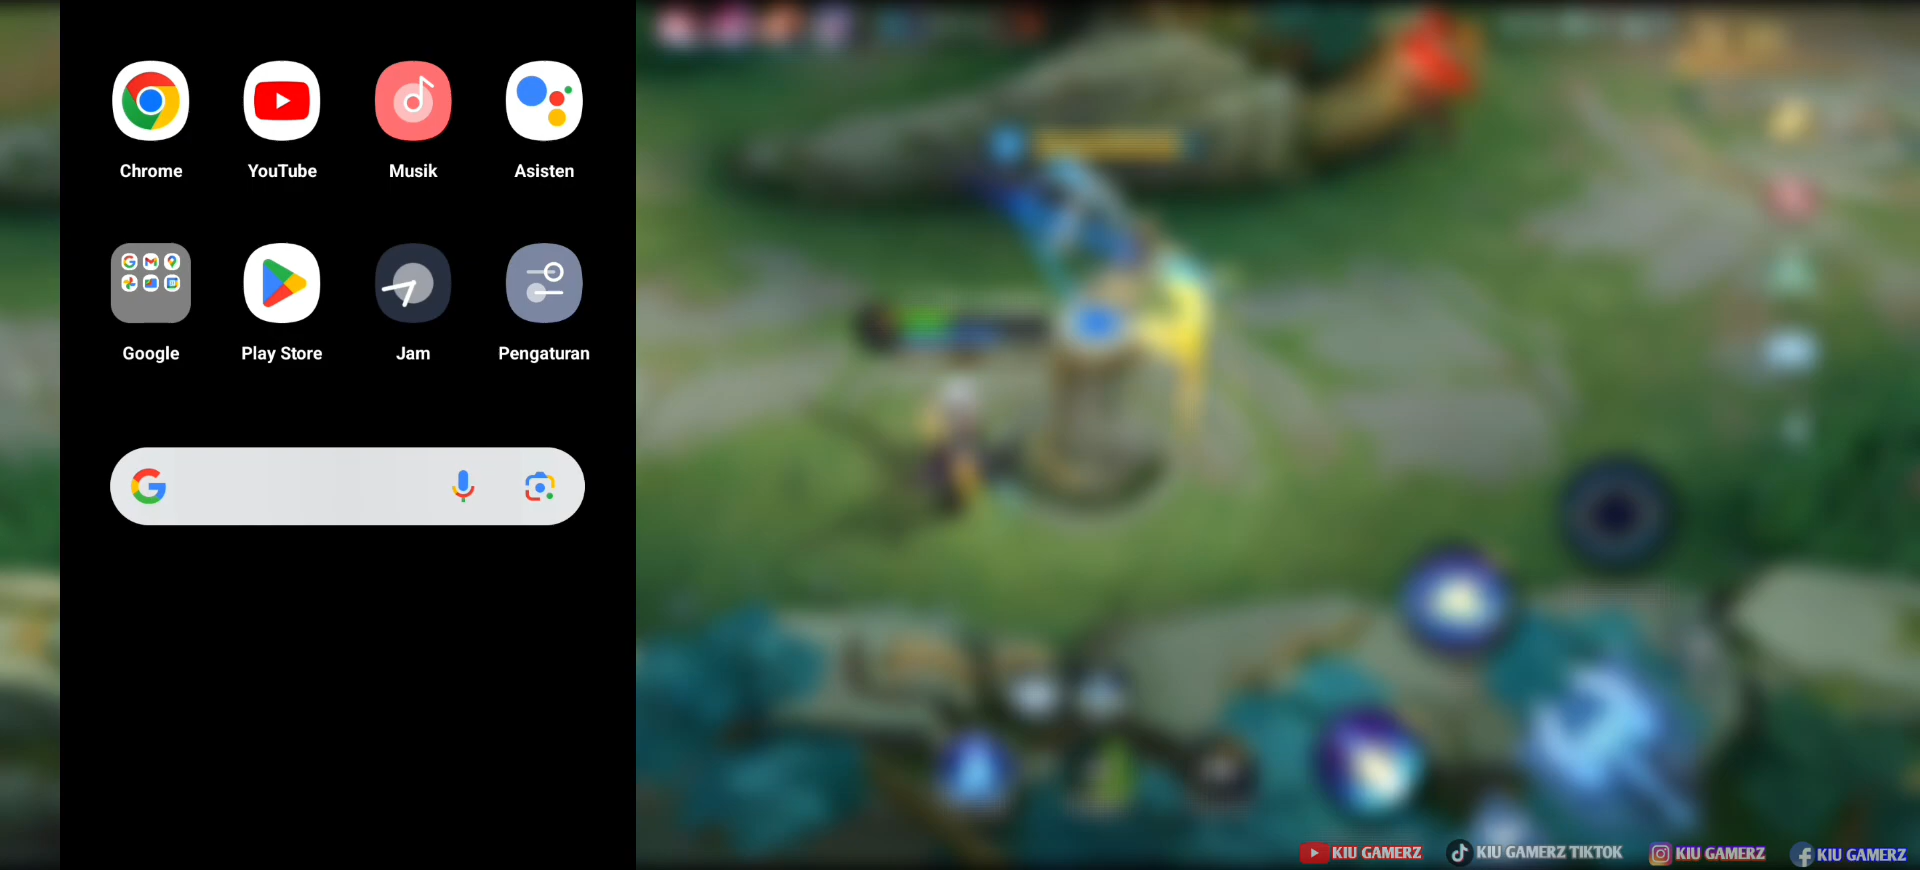 Chrome YouTube Musik Asisten
Google Play Store Jam Pengaturan
KIU GAMERZ KIU GAMERZ TIKTOK KIU GAMERZ KIU GAMERZ